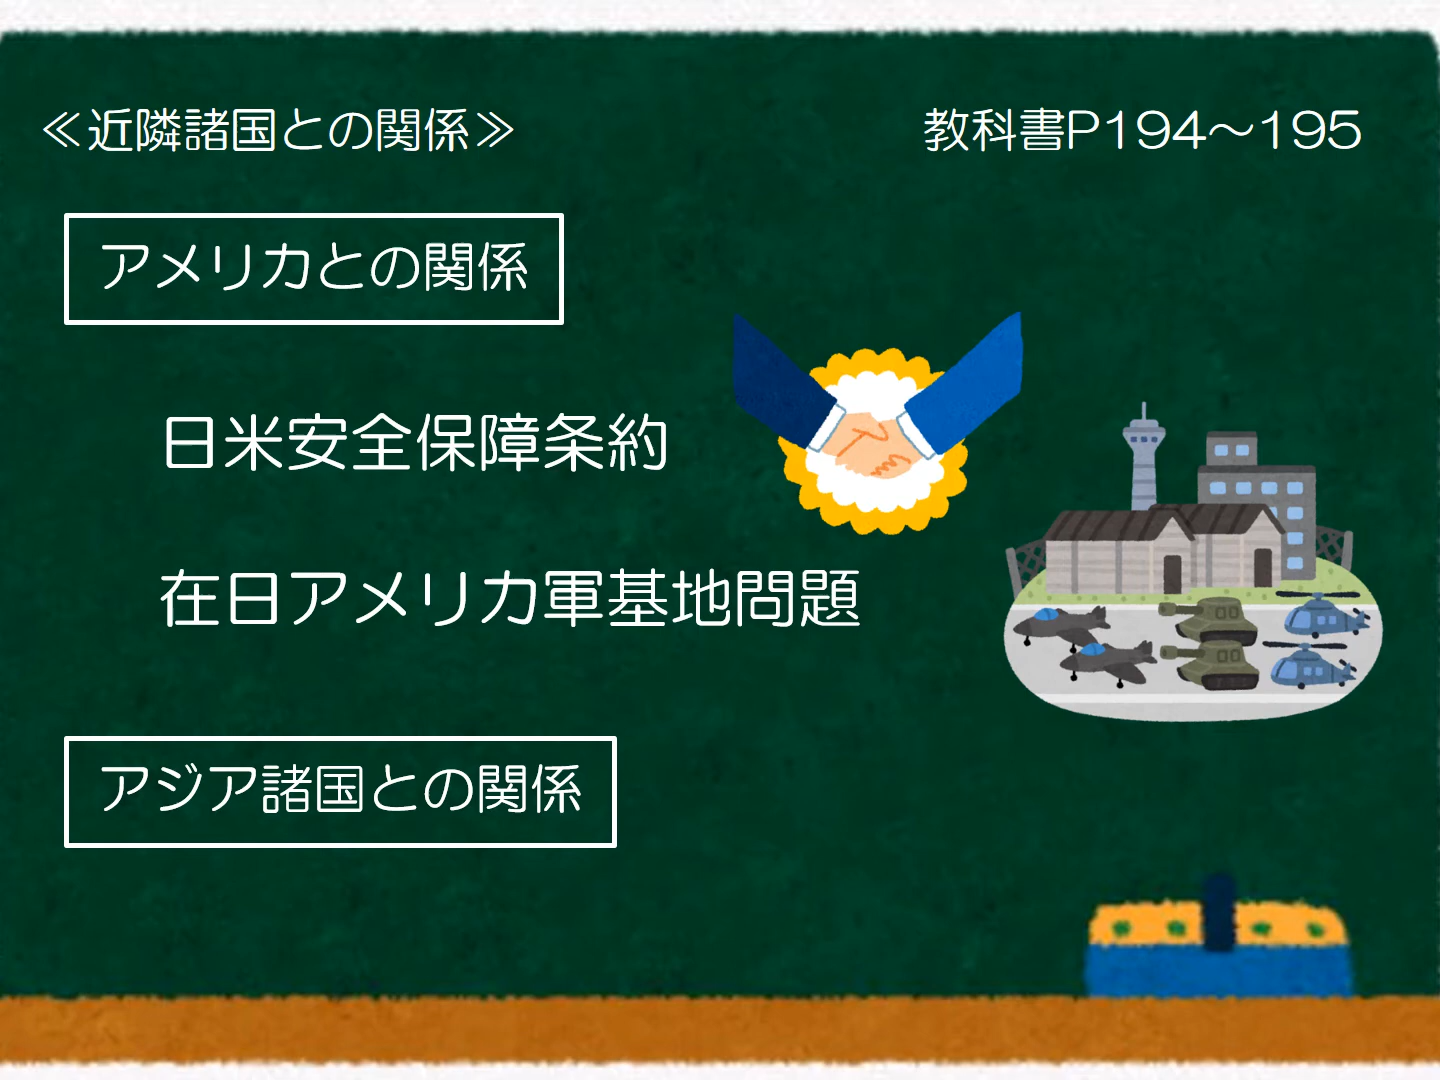 ≪近隣諸国との関係≫
教科書P194～195
アメリカとの関係
日米安全保障条約
在日アメリカ軍基地問題
アジア諸国との関係